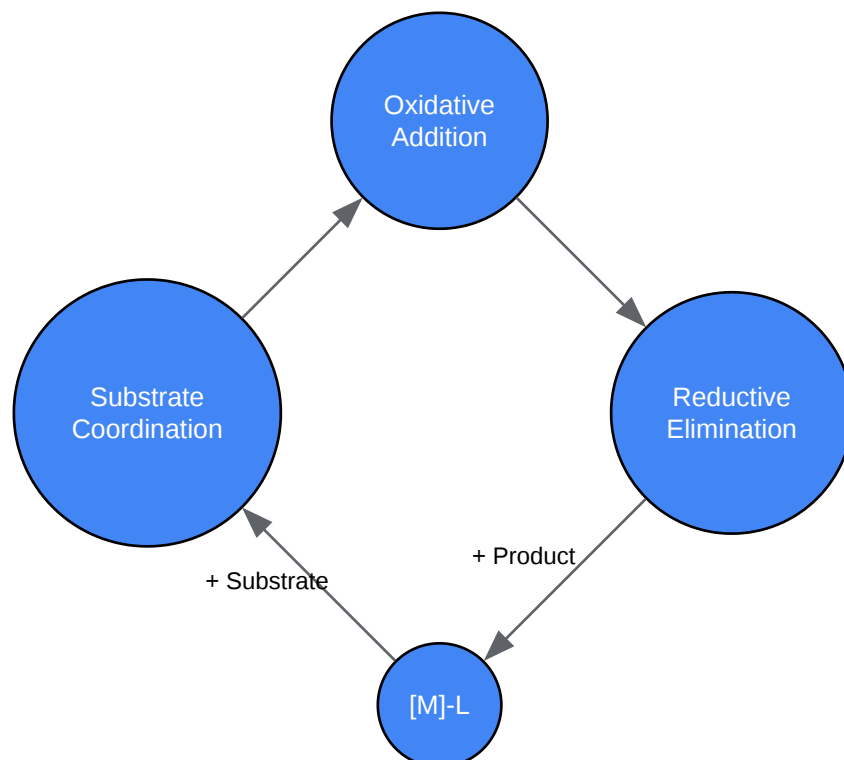 Oxidative
Addition
Substrate
Coordination
Reductive
Elimination
+ Product
+ Substrate
[M]-L